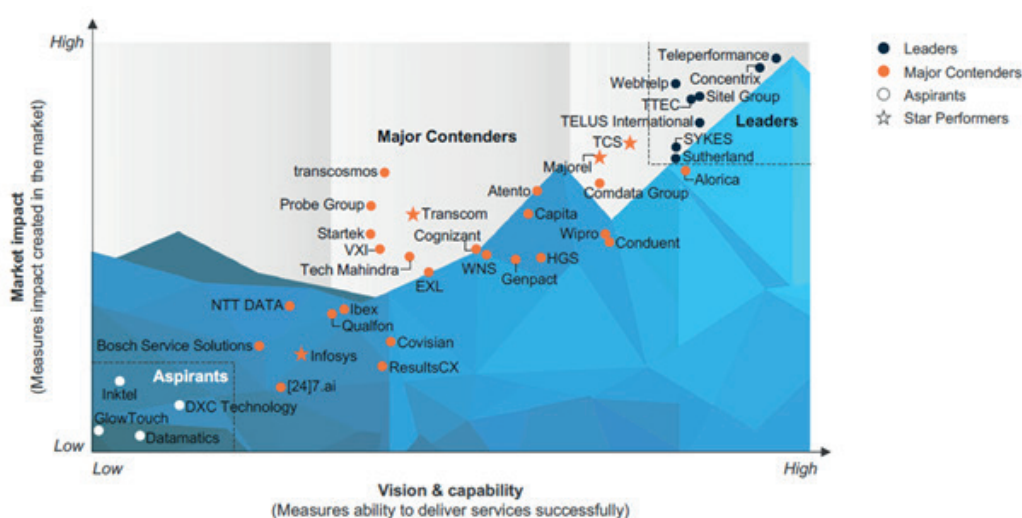 High
Market impact
(Measures impact created in the market)
Low
Low
High
Vision & capability
(Measures ability to deliver services successfully)
Leaders
Major Contenders
Aspirants
Star Performers
Teleperformance
Concentrix
Webhelp
TTEC
Sitel Group
TELUS International
Leaders
SYKES
Sutherland
Major Contenders
TCS
Majorel
Alorica
Comdata Group
transcosmos
Atento
Probe Group
Transcom
Capita
Startek
Cognizant
Wipro
Conduent
VXI
Tech Mahindra
WNS
Genpact
HGS
EXL
NTT DATA
Ibex
Qualfon
Bosch Service Solutions
Infosys
Covisian
ResultsCX
[24]7.ai
Aspirants
Inktel
DXC Technology
GlowTouch
Datamatics